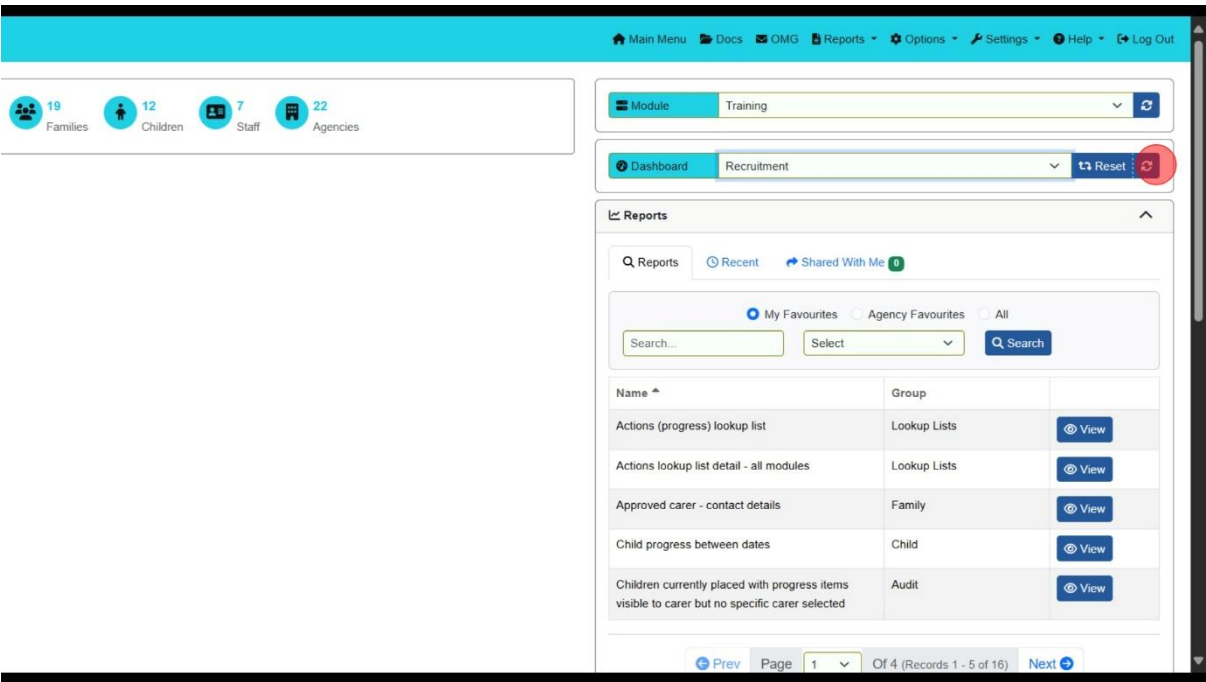 Main Menu Docs OMG Reports Options Settings Help Log Out
19 Families
12 Children
7 Staff
22 Agencies
Module Training
Dashboard Recruitment Reset
Reports
Reports Recent Shared With Me 0
My Favourites Agency Favourites All
Search... Select Search
Name Group
Actions (progress) lookup list Lookup Lists View
Actions lookup list detail - all modules Lookup Lists View
Approved carer - contact details Family View
Child progress between dates Child View
Children currently placed with progress items Audit View
visible to carer but no specific carer selected
Prev Page 1 Of 4 (Records 1 - 5 of 16) Next